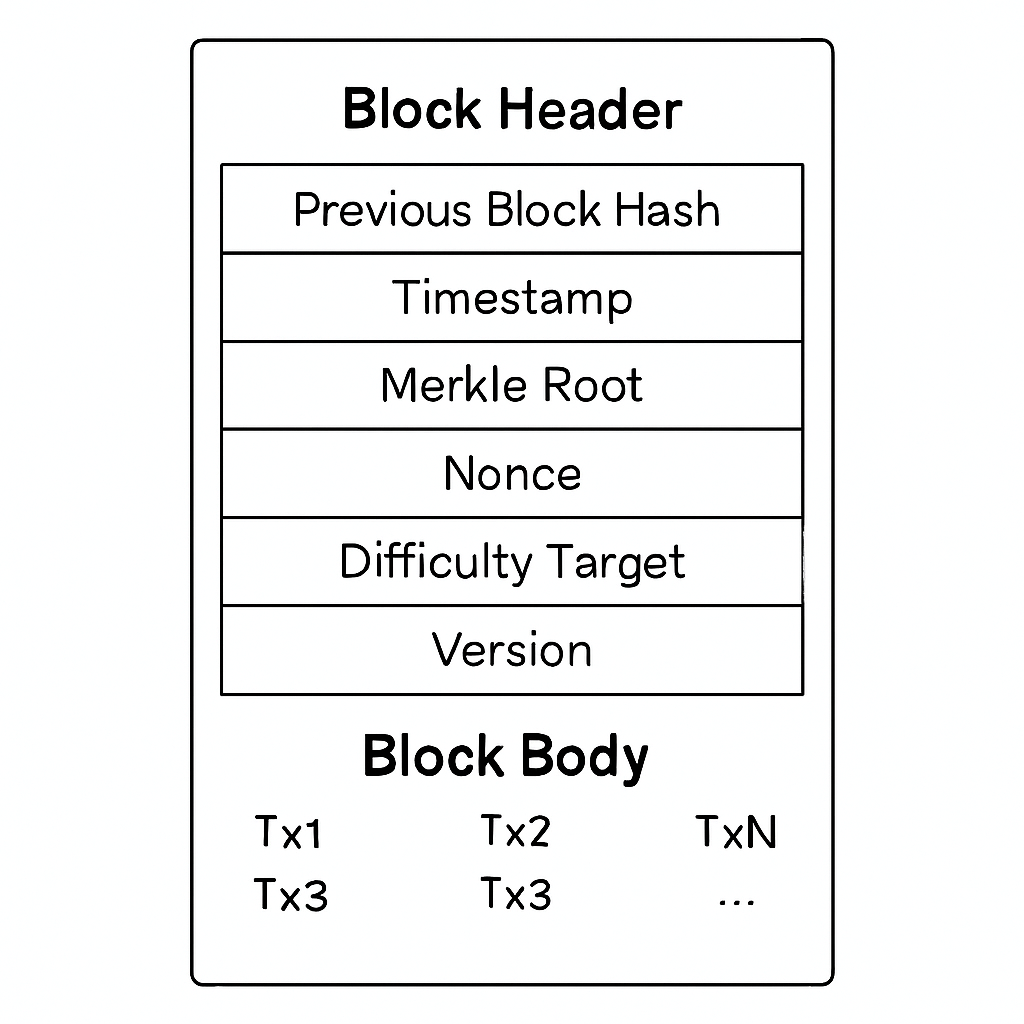 Block Header
Previous Block Hash
Timestamp
Merkle Root
Nonce
Difficulty Target
Version
Block Body
Tx1 Tx2 TxN
Tx3 Tx3 ...